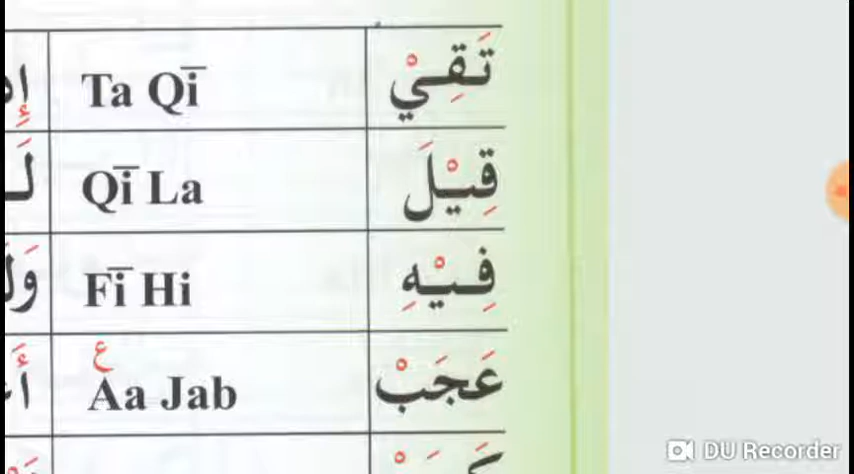 تَقِيْ Ta Qī
قِيْلَ Qī La
فِيْهِ Fī Hi
عَجَبْ Aa Jab
ع
DU Recorder